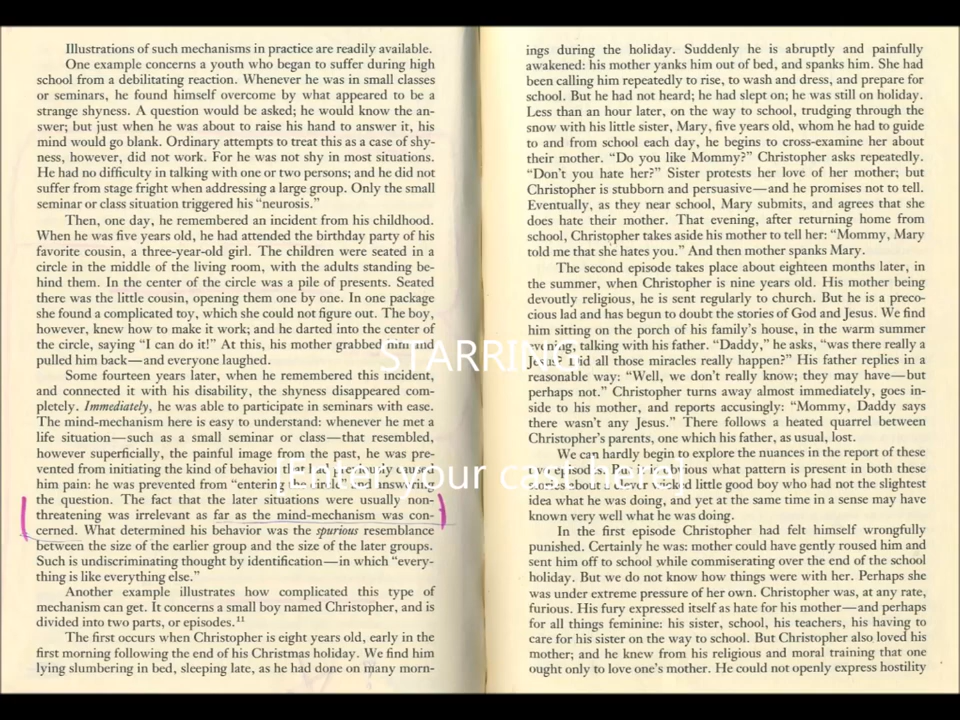 Illustrations of such mechanisms in practice are readily available.
One example concerns a youth who began to suffer during high
school from a debilitating reaction. Whenever he was in small classes
or seminars, he found himself overcome by what appeared to be a
strange shyness. A question would be asked; he would know the an-
swer; but just when he was about to raise his hand to answer it, his
mind would go blank. Ordinary attempts to treat this as a case of shy-
ness, however, did not work. For he was not shy in most situations.
He had no difficulty in talking with one or two persons; and he did not
suffer from stage fright when addressing a large group. Only the small
seminar or class situation triggered his “neurosis.”
Then, one day, he remembered an incident from his childhood.
When he was five years old, he had attended the birthday party of his
favorite cousin, a three-year-old girl. The children were seated in a
circle in the middle of the living room, with the adults standing be-
hind them. In the center of the circle was a pile of presents. Seated
there was the little cousin, opening them one by one. In one package
she found a complicated toy, which she could not figure out. The boy,
however, knew how to make it work; and he darted into the center of
the circle, saying “I can do it!” At this, his mother grabbed him and
pulled him back—and everyone laughed.
Some fourteen years later, when he remembered this incident,
and connected it with his disability, the shyness disappeared com-
pletely. Immediately, he was able to participate in seminars with ease.
The mind-mechanism here is easy to understand: whenever he met a
life situation—such as a small seminar or class—that resembled,
however superficially, the painful image from the past, he was pre-
vented from initiating the kind of behavior that had previously caused
him pain: he was prevented from “entering the circle” and answering
the question. The fact that the later situations were usually non-
threatening was irrelevant as far as the mind-mechanism was con-
cerned. What determined his behavior was the spurious resemblance
between the size of the earlier group and the size of the later groups.
Such is undiscriminating thought by identification—in which “every-
thing is like everything else.”
Another example illustrates how complicated this type of
mechanism can get. It concerns a small boy named Christopher, and is
divided into two parts, or episodes.11
The first occurs when Christopher is eight years old, early in the
first morning following the end of his Christmas holiday. We find him
lying slumbering in bed, sleeping late, as he had done on many morn-
ings during the holiday. Suddenly he is abruptly and painfully
awakened: his mother yanks him out of bed, and spanks him. She had
been calling him repeatedly to rise, to wash and dress, and prepare for
school. But he had not heard; he had slept on; he was still on holiday.
Less than an hour later, on the way to school, trudging through the
snow with his little sister, Mary, five years old, whom he had to guide
to and from school each day, he begins to cross-examine her about
their mother. “Do you like Mommy?” Christopher asks repeatedly.
“Don't you hate her?” Sister protests her love of her mother; but
Christopher is stubborn and persuasive—and he promises not to tell.
Eventually, as they near school, Mary submits, and agrees that she
does hate their mother. That evening, after returning home from
school, Christopher takes aside his mother to tell her: “Mommy, Mary
told me that she hates you.” And then mother spanks Mary.
The second episode takes place about eighteen months later, in
the summer, when Christopher is nine years old. His mother being
devoutly religious, he is sent regularly to church. But he is a preco-
cious lad and has begun to doubt the stories of God and Jesus. We find
him sitting on the porch of his family's house, in the warm summer
evening, talking with his father. “Daddy,” he asks, “was there really a
Jesus? Did all those miracles really happen?” His father replies in a
reasonable way: “Well, we don't really know; they may have—but
perhaps not.” Christopher turns away almost immediately, goes in-
side to his mother, and reports accusingly: “Mommy, Daddy says
there wasn't any Jesus.” There follows a heated quarrel between
Christopher's parents, one which his father, as usual, lost.
We can hardly begin to explore the nuances in the report of these
two episodes. But it is obvious what pattern is present in both these
stories about a clever wicked little good boy who had not the slightest
idea what he was doing, and yet at the same time in a sense may have
known very well what he was doing.
In the first episode Christopher had felt himself wrongfully
punished. Certainly he was: mother could have gently roused him and
sent him off to school while commiserating over the end of the school
holiday. But we do not know how things were with her. Perhaps she
was under extreme pressure of her own. Christopher was, at any rate,
furious. His fury expressed itself as hate for his mother—and perhaps
for all things feminine: his sister, school, his teachers, his having to
care for his sister on the way to school. But Christopher also loved his
mother; and he knew from his religious and moral training that one
ought only to love one's mother. He could not openly express hostility
STARRING
[Enter your cast here]